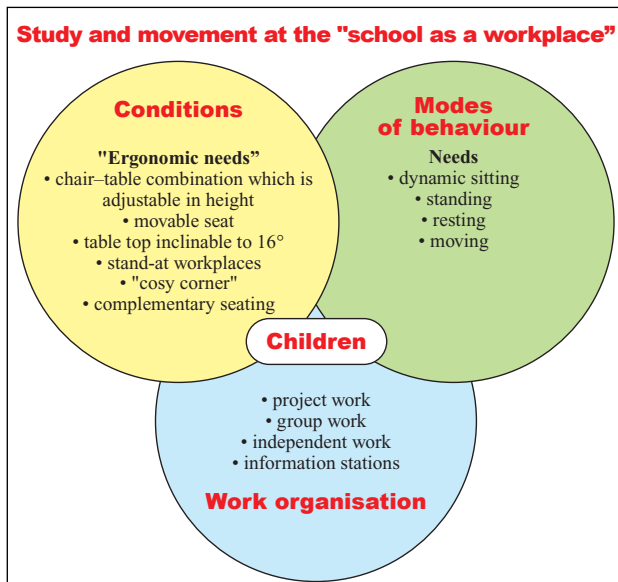 Study and movement at the "school as a workplace”
Conditions
"Ergonomic needs”
• chair–table combination which is
adjustable in height
• movable seat
• table top inclinable to 16°
• stand-at workplaces
• "cosy corner"
• complementary seating
Modes
of behaviour
Needs
• dynamic sitting
• standing
• resting
• moving
Children
• project work
• group work
• independent work
• information stations
Work organisation